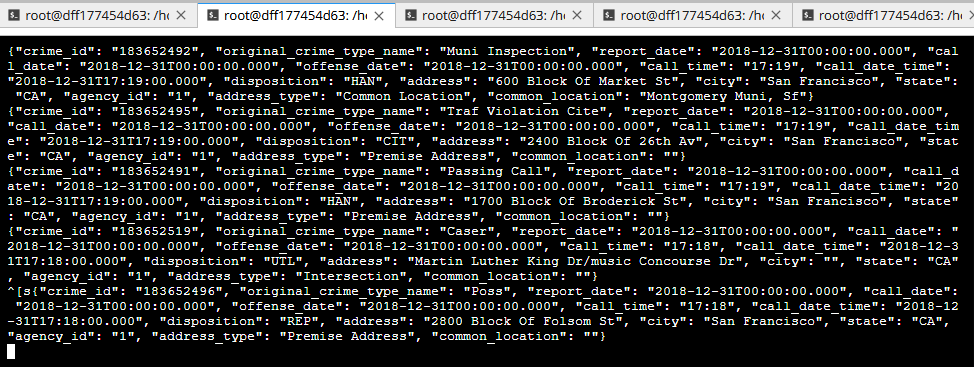 root@dff177454d63: /ho root@dff177454d63: /ho root@dff177454d63: /ho root@dff177454d63: /ho root@dff177454d63: /ho
{"crime_id": "183652492", "original_crime_type_name": "Muni Inspection", "report_date": "2018-12-31T00:00:00.000", "cal
l_date": "2018-12-31T00:00:00.000", "offense_date": "2018-12-31T00:00:00.000", "call_time": "17:19", "call_date_time":
"2018-12-31T17:19:00.000", "disposition": "HAN", "address": "600 Block Of Market St", "city": "San Francisco", "state":
"CA", "agency_id": "1", "address_type": "Common Location", "common_location": "Montgomery Muni, Sf"}
{"crime_id": "183652495", "original_crime_type_name": "Traf Violation Cite", "report_date": "2018-12-31T00:00:00.000",
"call_date": "2018-12-31T00:00:00.000", "offense_date": "2018-12-31T00:00:00.000", "call_time": "17:19", "call_date_tim
e": "2018-12-31T17:19:00.000", "disposition": "CIT", "address": "2400 Block Of 26th Av", "city": "San Francisco", "stat
e": "CA", "agency_id": "1", "address_type": "Premise Address", "common_location": ""}
{"crime_id": "183652491", "original_crime_type_name": "Passing Call", "report_date": "2018-12-31T00:00:00.000", "call_d
ate": "2018-12-31T00:00:00.000", "offense_date": "2018-12-31T00:00:00.000", "call_time": "17:19", "call_date_time": "20
18-12-31T17:19:00.000", "disposition": "HAN", "address": "1700 Block Of Broderick St", "city": "San Francisco", "state"
: "CA", "agency_id": "1", "address_type": "Premise Address", "common_location": ""}
{"crime_id": "183652519", "original_crime_type_name": "Caser", "report_date": "2018-12-31T00:00:00.000", "call_date": "
2018-12-31T00:00:00.000", "offense_date": "2018-12-31T00:00:00.000", "call_time": "17:18", "call_date_time": "2018-12-3
1T17:18:00.000", "disposition": "UTL", "address": "Martin Luther King Dr/music Concourse Dr", "city": "", "state": "CA"
, "agency_id": "1", "address_type": "Intersection", "common_location": ""}
^[s{"crime_id": "183652496", "original_crime_type_name": "Poss", "report_date": "2018-12-31T00:00:00.000", "call_date":
"2018-12-31T00:00:00.000", "offense_date": "2018-12-31T00:00:00.000", "call_time": "17:18", "call_date_time": "2018-12
-31T17:18:00.000", "disposition": "REP", "address": "2800 Block Of Folsom St", "city": "San Francisco", "state": "CA",
"agency_id": "1", "address_type": "Premise Address", "common_location": ""}